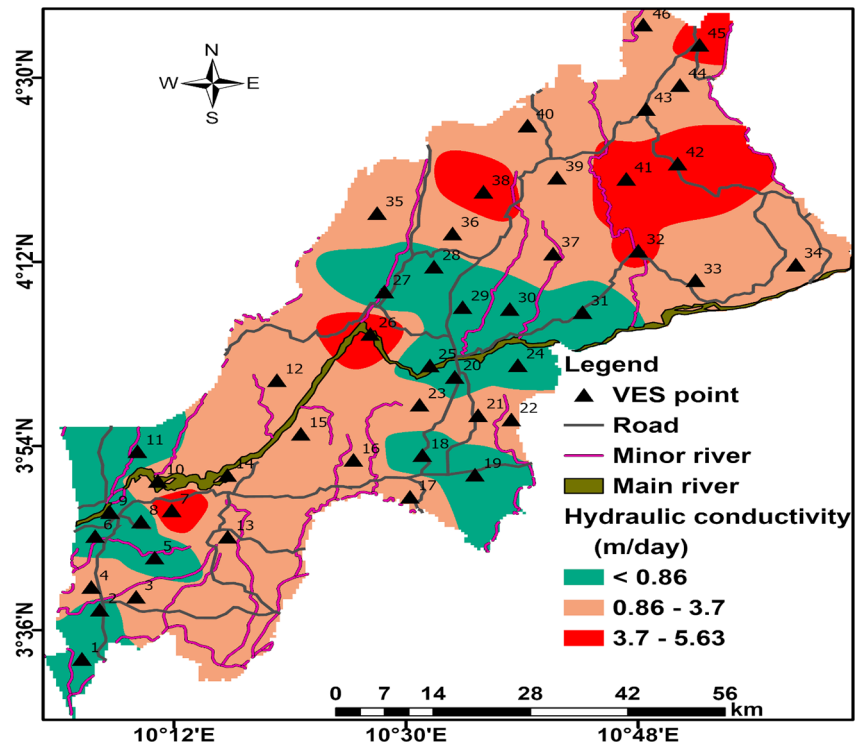 46
45
N
4°30'N
44
W E
43
S
40
42
39
41
38
35
36
32
37
4°12'N
34
28
33
27
29
30
31
26
25
24
Legend
20
12
VES point
23
21
22
Road
15
3°54'N
11
18
Minor river
16
14
19
10
Main river
17
7
9
8
Hydraulic conductivity
6
13
(m/day)
5
< 0.86
4
3
2
0.86 - 3.7
3°36'N
3.7 - 5.63
1
0 7 14 28 42 56
km
10°12'E 10°30'E 10°48'E